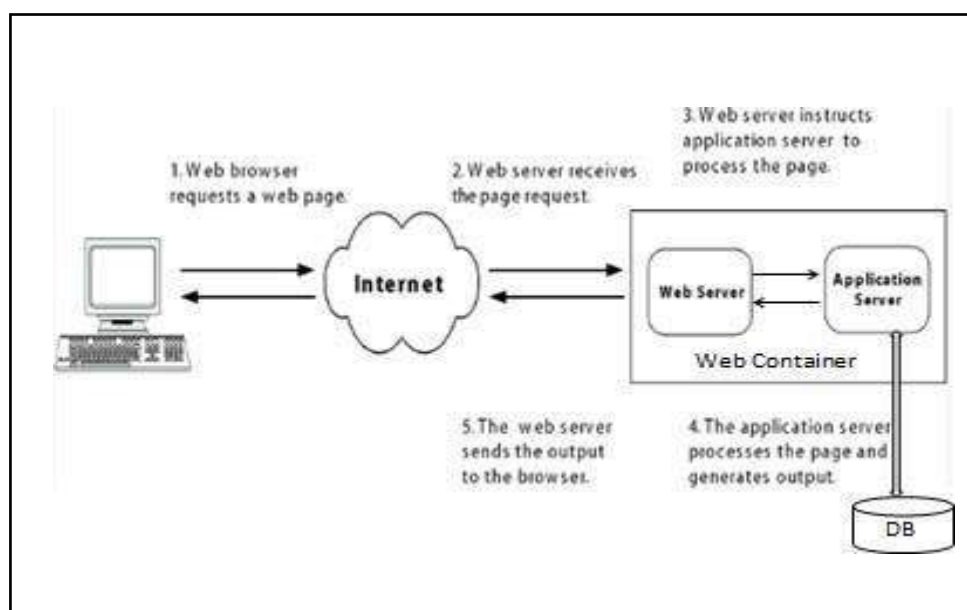 3. Web server instructs
application server to
process the page.
1. Web browser
requests a web page.
2. Web server receives
the page request.
Internet
Web Server
Application
Server
Web Container
5. The web server
sends the output
to the browser.
4. The application server
processes the page and
generates output.
DB